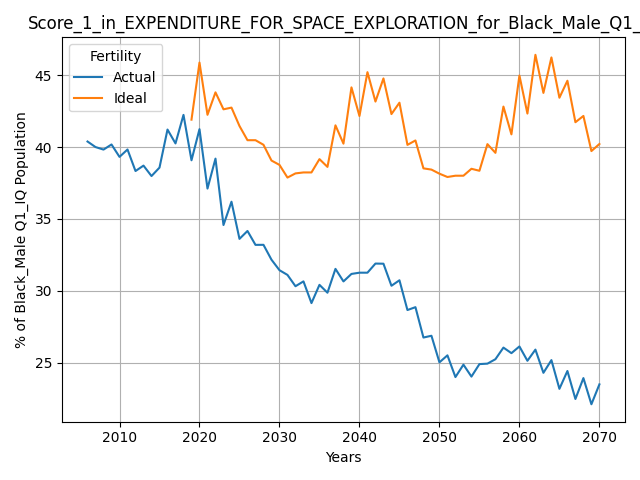 Score_1_in_EXPENDITURE_FOR_SPACE_EXPLORATION_for_Black_Male_Q1_
Fertility
Actual
Ideal
45
40
35
30
25
% of Black_Male Q1_IQ Population
2010 2020 2030 2040 2050 2060 2070
Years